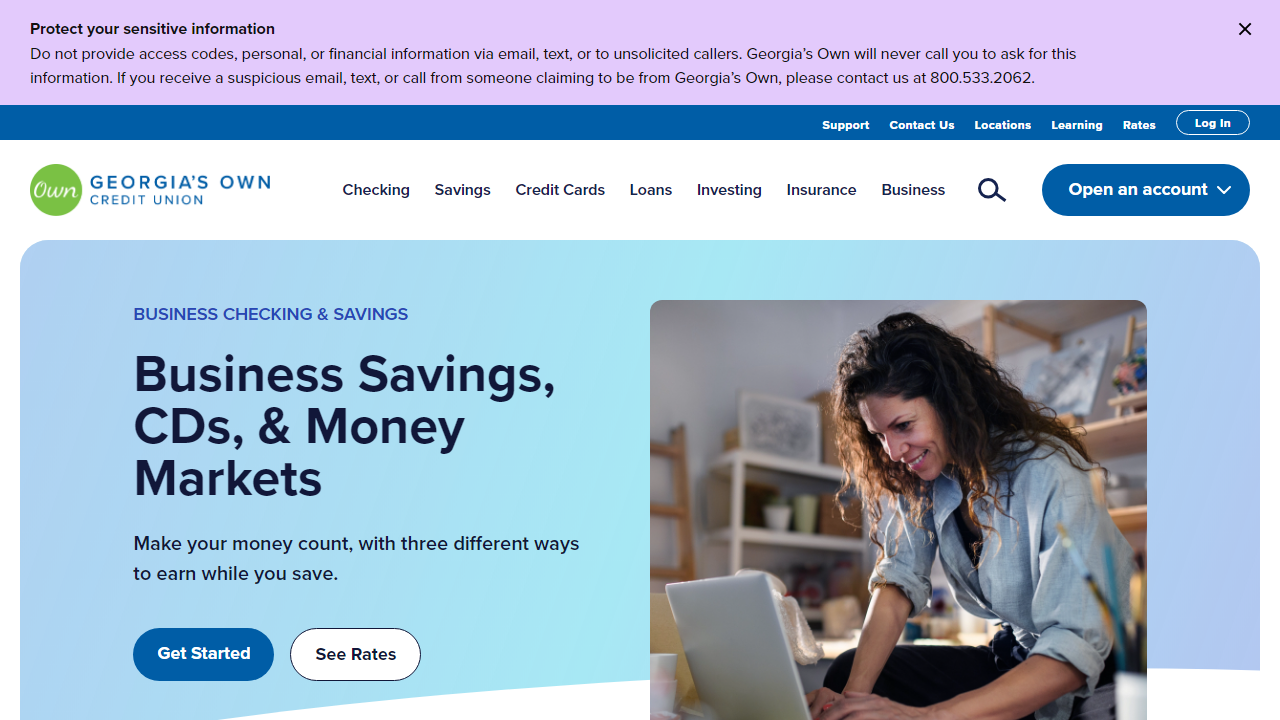 Protect your sensitive information
Do not provide access codes, personal, or financial information via email, text, or to unsolicited callers. Georgia’s Own will never call you to ask for this
information. If you receive a suspicious email, text, or call from someone claiming to be from Georgia’s Own, please contact us at 800.533.2062.
Support Contact Us Locations Learning Rates Log In
Own GEORGIA’S OWN
CREDIT UNION
Checking Savings Credit Cards Loans Investing Insurance Business Open an account
BUSINESS CHECKING & SAVINGS
Business Savings,
CDs, & Money
Markets
Make your money count, with three different ways
to earn while you save.
Get Started See Rates